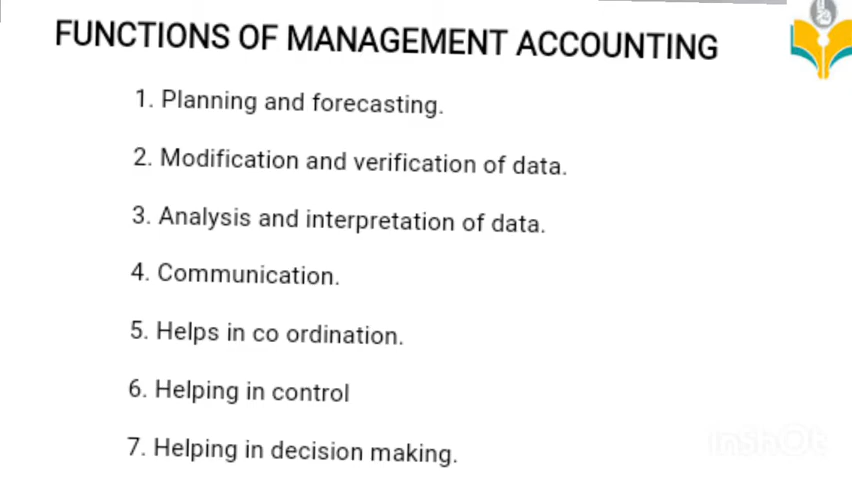 FUNCTIONS OF MANAGEMENT ACCOUNTING
1. Planning and forecasting.
2. Modification and verification of data.
3. Analysis and interpretation of data.
4. Communication.
5. Helps in co ordination.
6. Helping in control
7. Helping in decision making.
InShOt